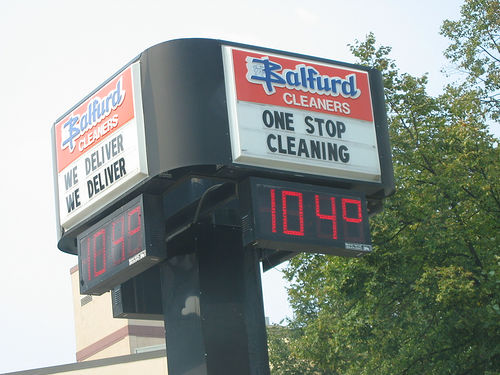 Balfurd
CLEANERS
WE DELIVER
WE DELIVER
104°
Balfurd
CLEANERS
ONE STOP
CLEANING
104°